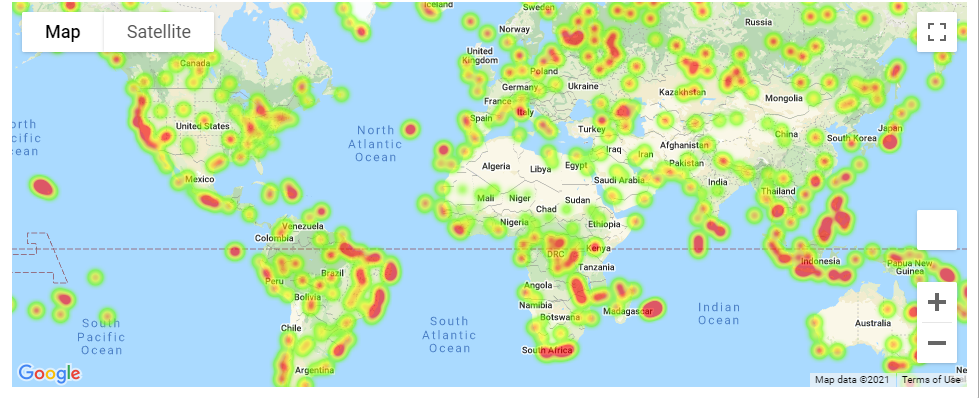 Map
Satellite
Iceland
Sweden
Norway
Russia
Canada
United
Kingdom
Poland
Germany
Ukraine
Kazakhstan
Mongolia
France
Italy
Spain
North
Atlantic
Ocean
United States
orth
cific
ean
Turkey
Japan
South Korea
China
Afghanistan
Iraq
Iran
Pakistan
Algeria
Libya
Egypt
Saudi Arabia
India
Mexico
Thailand
Mali
Niger
Chad
Sudan
Nigeria
Ethiopia
Venezuela
Colombia
DRC
Kenya
Indonesia
Papua New
Guinea
Tanzania
Brazil
Peru
Bolivia
Angola
Namibia
Botswana
Madagascar
Indian
Ocean
South
Pacific
Ocean
South
Atlantic
Ocean
Chile
Argentina
South Africa
Australia
Google
Map data ©2021
Terms of Use
Ne